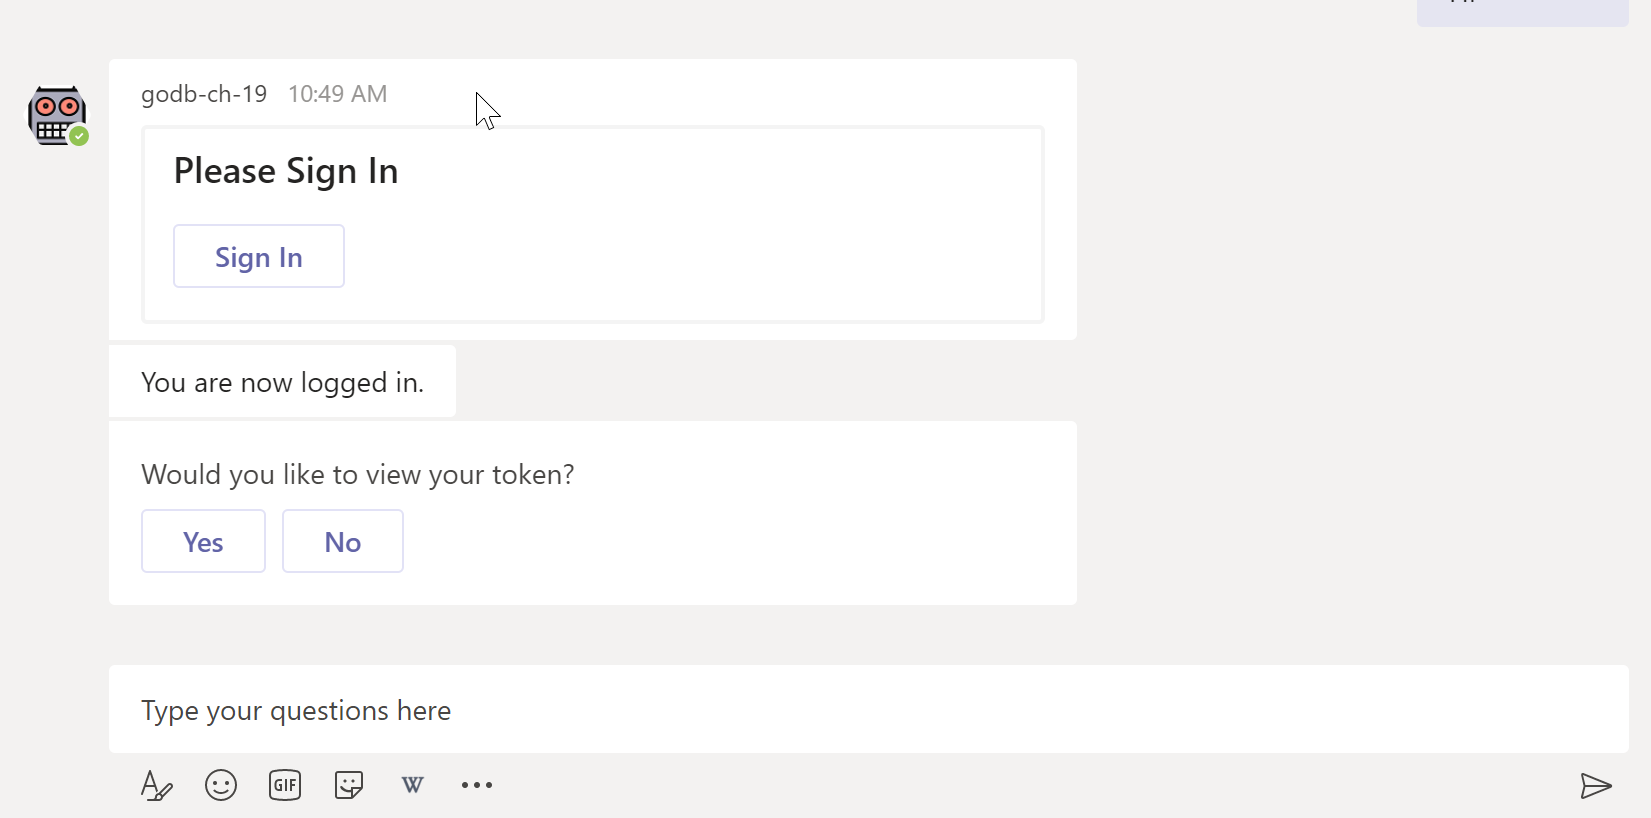 godb-ch-19 10:49 AM
Please Sign In
Sign In
You are now logged in.
Would you like to view your token?
Yes No
Type your questions here
GIF W